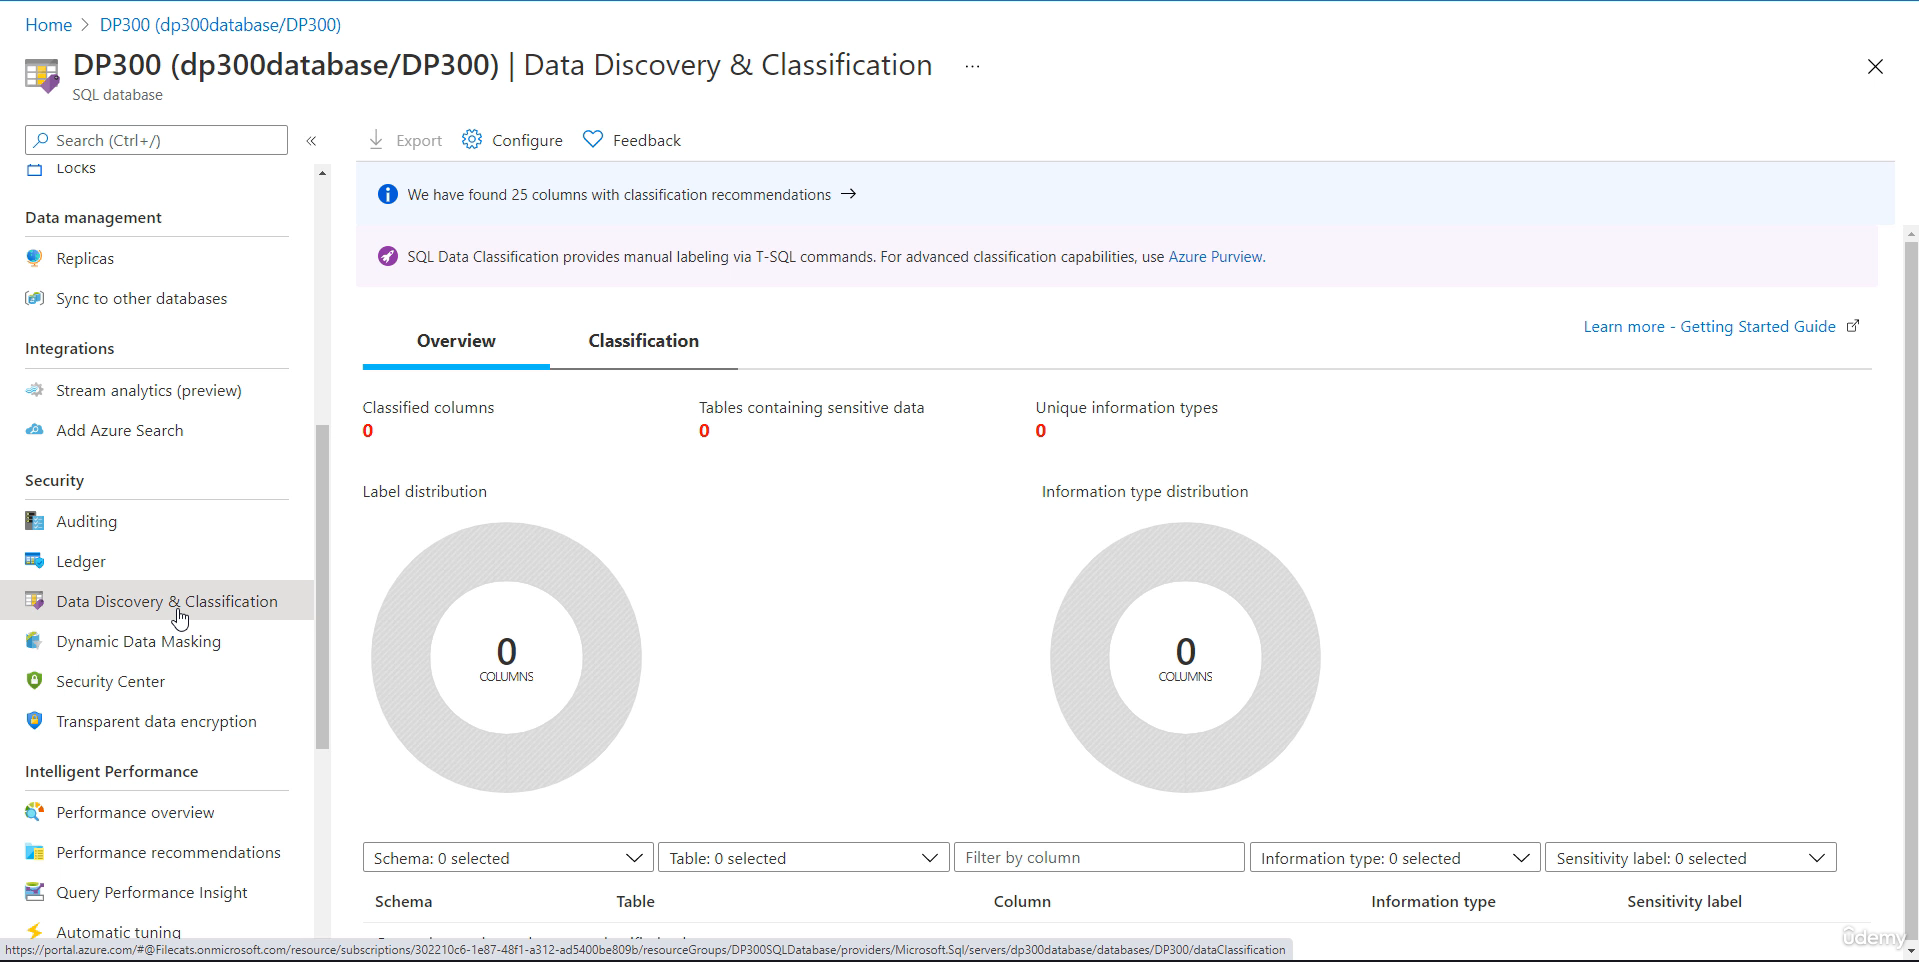 Home > DP300 (dp300database/DP300)
DP300 (dp300database/DP300) | Data Discovery & Classification ...
SQL database
Search (Ctrl+/)
«
Export
Configure
Feedback
Locks
Data management
Replicas
Sync to other databases
Integrations
Stream analytics (preview)
Add Azure Search
Security
Auditing
Ledger
Data Discovery & Classification
Dynamic Data Masking
Security Center
Transparent data encryption
Intelligent Performance
Performance overview
Performance recommendations
Query Performance Insight
Automatic tuning
We have found 25 columns with classification recommendations →
SQL Data Classification provides manual labeling via T-SQL commands. For advanced classification capabilities, use Azure Purview.
Overview
Classification
Learn more - Getting Started Guide
Classified columns
0
Tables containing sensitive data
0
Unique information types
0
Label distribution
0
COLUMNS
Information type distribution
0
COLUMNS
Schema: 0 selected
Table: 0 selected
Filter by column
Information type: 0 selected
Sensitivity label: 0 selected
Schema
Table
Column
Information type
Sensitivity label
https://portal.azure.com/#@Filecats.onmicrosoft.com/resource/subscriptions/302210c6-1e87-48f1-a312-ad5400be809b/resourceGroups/DP300SQLDatabase/providers/Microsoft.Sql/servers/dp300database/databases/DP300/dataClassification
ûdemy